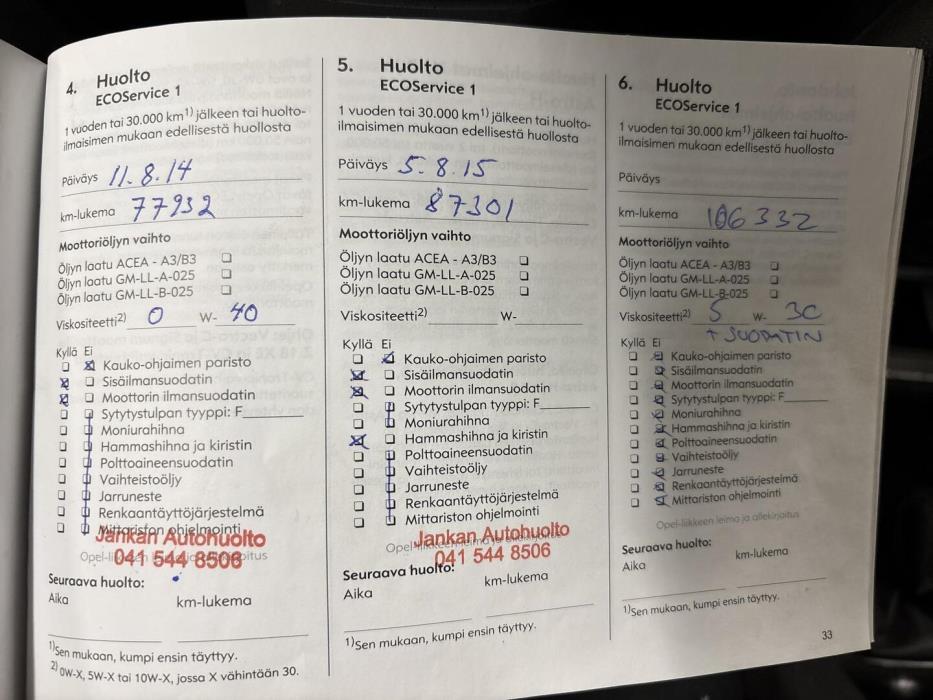 4. Huolto
ECOService 1
1 vuoden tai 30.000 km1) jälkeen tai huolto-
ilmaisimen mukaan edellisestä huollosta
Päiväys 11.8.14
km-lukema 77932
Moottoriöljyn vaihto
Öljyn laatu ACEA - A3/B3 ❏
Öljyn laatu GM-LL-A-025 ❏
Öljyn laatu GM-LL-B-025 ❏
Viskositeetti2) 0 W- 40
Kyllä Ei
Kauko-ohjaimen paristo
Sisäilmansuodatin
Moottorin ilmansuodatin
Sytytystulpan tyyppi: F
Moniurahihna
Hammashihna ja kiristin
Polttoaineensuodatin
Vaihteistoöljy
Jarruneste
Renkaantäyttöjärjestelmä
Mittariston ohjelmointi
Jankan Autohuolto
041 544 8506
Seuraava huolto:
Aika km-lukema
1)Sen mukaan, kumpi ensin täyttyy.
2) 0W-X, 5W-X tai 10W-X, jossa X vähintään 30.
5. Huolto
ECOService 1
1 vuoden tai 30.000 km1) jälkeen tai huolto-
ilmaisimen mukaan edellisestä huollosta
Päiväys 5.8.15
km-lukema 87301
Moottoriöljyn vaihto
Öljyn laatu ACEA - A3/B3 ❏
Öljyn laatu GM-LL-A-025 ❏
Öljyn laatu GM-LL-B-025 ❏
Viskositeetti2) W-
Kyllä Ei
Kauko-ohjaimen paristo
Sisäilmansuodatin
Moottorin ilmansuodatin
Sytytystulpan tyyppi: F
Moniurahihna
Hammashihna ja kiristin
Polttoaineensuodatin
Vaihteistoöljy
Jarruneste
Renkaantäyttöjärjestelmä
Mittariston ohjelmointi
Jankan Autohuolto
041 544 8506
Seuraava huolto:
Aika km-lukema
1)Sen mukaan, kumpi ensin täyttyy.
6. Huolto
ECOService 1
1 vuoden tai 30.000 km1) jälkeen tai huolto-
ilmaisimen mukaan edellisestä huollosta
Päiväys
km-lukema 106332
Moottoriöljyn vaihto
Öljyn laatu ACEA - A3/B3 ❏
Öljyn laatu GM-LL-A-025 ❏
Öljyn laatu GM-LL-B-025 ❏
Viskositeetti2) 5 W- 30
+ SUODATIN
Kyllä Ei
Kauko-ohjaimen paristo
Sisäilmansuodatin
Moottorin ilmansuodatin
Sytytystulpan tyyppi: F
Moniurahihna
Hammashihna ja kiristin
Polttoaineensuodatin
Vaihteistoöljy
Jarruneste
Renkaantäyttöjärjestelmä
Mittariston ohjelmointi
Opel-liikkeen leima ja allekirjoitus
Seuraava huolto:
Aika km-lukema
1)Sen mukaan, kumpi ensin täyttyy.
33